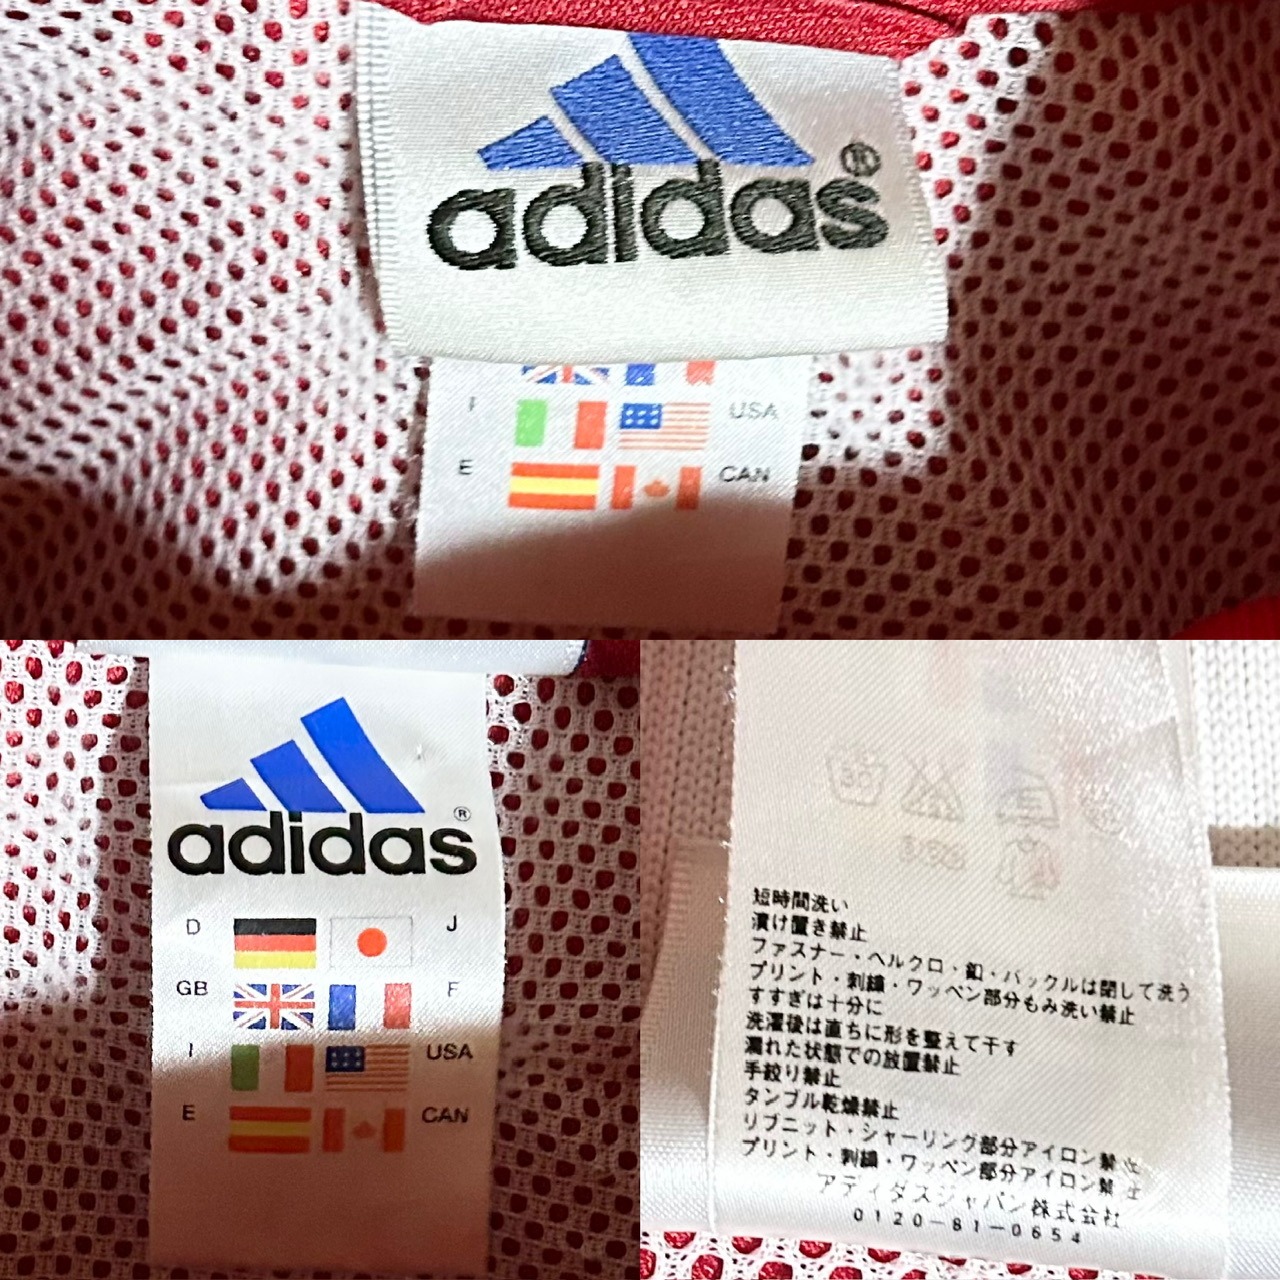 adidas®
I USA
E CAN
adidas®
D J
GB F
I USA
E CAN
短時間洗い
漬け置き禁止
ファスナー・ベルクロ・釦・バックルは閉して洗う
プリント・刺繍・ワッペン部分もみ洗い禁止
すすぎは十分に
洗濯後は直ちに形を整えて干す
濡れた状態での放置禁止
手絞り禁止
タンブル乾燥禁止
リブニット・シャーリング部分アイロン禁止
プリント・刺繍・ワッペン部分アイロン禁止
アディダスジャパン株式会社
0120-81-0654